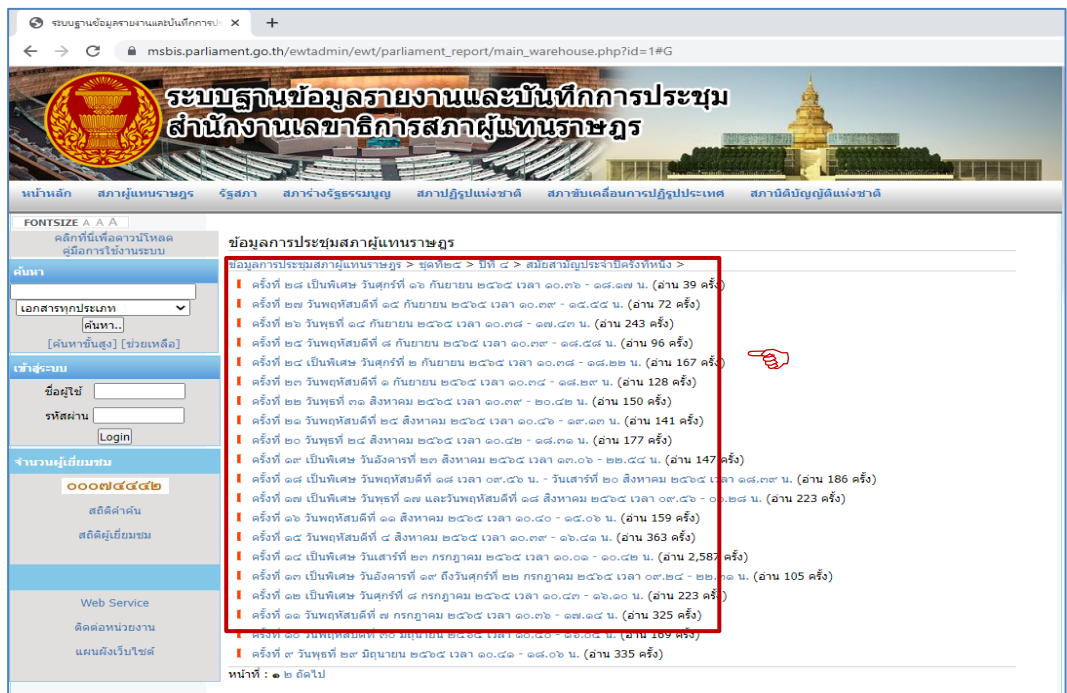 ระบบฐานข้อมูลรายงานและบันทึกการประ
msbis.parliament.go.th/ewtadmin/ewt/parliament_report/main_warehouse.php?id=1#G
ระบบฐานข้อมูลรายงานและบันทึกการประชุม
สำนักงานเลขาธิการสภาผู้แทนราษฎร
หน้าหลัก สภาผู้แทนราษฎร รัฐสภา สภาร่างรัฐธรรมนูญ สภาปฏิรูปแห่งชาติ สภาขับเคลื่อนการปฏิรูปประเทศ สภานิติบัญญัติแห่งชาติ
FONTSIZE A A A
คลิกที่นี่เพื่อดาวน์โหลด
คู่มือการใช้งานระบบ
ค้นหา
เอกสารทุกประเภท
ค้นหา..
[ค้นหาขั้นสูง] [ช่วยเหลือ]
เข้าสู่ระบบ
ชื่อผู้ใช้
รหัสผ่าน
Login
จำนวนผู้เยี่ยมชม
๐๐๐๗๔๔๔๒
สถิติคำค้น
สถิติผู้เยี่ยมชม
Web Service
ติดต่อหน่วยงาน
แผนผังเว็บไซต์
ข้อมูลการประชุมสภาผู้แทนราษฎร
ข้อมูลการประชุมสภาผู้แทนราษฎร > ชุดที่๒๕ > ปีที่ ๔ > สมัยสามัญประจำปีครั้งที่หนึ่ง >
ครั้งที่ ๒๘ เป็นพิเศษ วันศุกร์ที่ ๑๖ กันยายน ๒๕๖๕ เวลา ๑๐.๓๖ - ๑๘.๑๗ น. (อ่าน 39 ครั้ง)
ครั้งที่ ๒๗ วันพฤหัสบดีที่ ๑๕ กันยายน ๒๕๖๕ เวลา ๑๐.๓๙ - ๑๕.๕๕ น. (อ่าน 72 ครั้ง)
ครั้งที่ ๒๖ วันพุธที่ ๑๔ กันยายน ๒๕๖๕ เวลา ๑๐.๓๘ - ๑๗.๔๓ น. (อ่าน 243 ครั้ง)
ครั้งที่ ๒๕ วันพฤหัสบดีที่ ๘ กันยายน ๒๕๖๕ เวลา ๑๐.๓๙ - ๑๘.๕๘ น. (อ่าน 96 ครั้ง)
ครั้งที่ ๒๔ เป็นพิเศษ วันศุกร์ที่ ๒ กันยายน ๒๕๖๕ เวลา ๑๐.๓๘ - ๑๘.๒๒ น. (อ่าน 167 ครั้ง)
ครั้งที่ ๒๓ วันพฤหัสบดีที่ ๑ กันยายน ๒๕๖๕ เวลา ๑๐.๓๔ - ๑๘.๒๙ น. (อ่าน 128 ครั้ง)
ครั้งที่ ๒๒ วันพุธที่ ๓๑ สิงหาคม ๒๕๖๕ เวลา ๑๐.๓๙ - ๒๐.๔๒ น. (อ่าน 150 ครั้ง)
ครั้งที่ ๒๑ วันพฤหัสบดีที่ ๒๕ สิงหาคม ๒๕๖๕ เวลา ๑๐.๔๖ - ๑๙.๑๓ น. (อ่าน 141 ครั้ง)
ครั้งที่ ๒๐ วันพุธที่ ๒๔ สิงหาคม ๒๕๖๕ เวลา ๑๐.๔๒ - ๑๘.๓๑ น. (อ่าน 177 ครั้ง)
ครั้งที่ ๑๙ เป็นพิเศษ วันอังคารที่ ๒๓ สิงหาคม ๒๕๖๕ เวลา ๑๓.๐๖ - ๒๒.๕๔ น. (อ่าน 147 ครั้ง)
ครั้งที่ ๑๘ เป็นพิเศษ วันพฤหัสบดีที่ ๑๘ เวลา ๐๙.๕๖ น. - วันเสาร์ที่ ๒๐ สิงหาคม ๒๕๖๕ เวลา ๑๘.๓๙ น. (อ่าน 186 ครั้ง)
ครั้งที่ ๑๗ เป็นพิเศษ วันพุธที่ ๑๗ และวันพฤหัสบดีที่ ๑๘ สิงหาคม ๒๕๖๕ เวลา ๐๙.๕๖ - ๐๖.๒๘ น. (อ่าน 223 ครั้ง)
ครั้งที่ ๑๖ วันพฤหัสบดีที่ ๑๑ สิงหาคม ๒๕๖๕ เวลา ๑๐.๔๐ - ๑๕.๐๖ น. (อ่าน 159 ครั้ง)
ครั้งที่ ๑๕ วันพฤหัสบดีที่ ๔ สิงหาคม ๒๕๖๕ เวลา ๑๐.๓๙ - ๑๖.๔๑ น. (อ่าน 363 ครั้ง)
ครั้งที่ ๑๔ เป็นพิเศษ วันเสาร์ที่ ๒๓ กรกฎาคม ๒๕๖๕ เวลา ๑๐.๐๑ - ๑๐.๔๒ น. (อ่าน 2,587 ครั้ง)
ครั้งที่ ๑๓ เป็นพิเศษ วันอังคารที่ ๑๙ ถึงวันศุกร์ที่ ๒๒ กรกฎาคม ๒๕๖๕ เวลา ๐๙.๒๔ - ๒๒.๓๑ น. (อ่าน 105 ครั้ง)
ครั้งที่ ๑๒ เป็นพิเศษ วันศุกร์ที่ ๘ กรกฎาคม ๒๕๖๕ เวลา ๑๐.๔๓ - ๑๖.๑๐ น. (อ่าน 223 ครั้ง)
ครั้งที่ ๑๑ วันพฤหัสบดีที่ ๗ กรกฎาคม ๒๕๖๕ เวลา ๑๐.๓๖ - ๑๗.๑๔ น. (อ่าน 325 ครั้ง)
ครั้งที่ ๑๐ วันพฤหัสบดีที่ ๓๐ มิถุนายน ๒๕๖๕ เวลา ๑๐.๔๐ - ๑๖.๐๔ น. (อ่าน 169 ครั้ง)
ครั้งที่ ๙ วันพุธที่ ๒๙ มิถุนายน ๒๕๖๕ เวลา ๑๐.๔๑ - ๑๘.๐๖ น. (อ่าน 335 ครั้ง)
หน้าที่ : ๑ ๒ ถัดไป